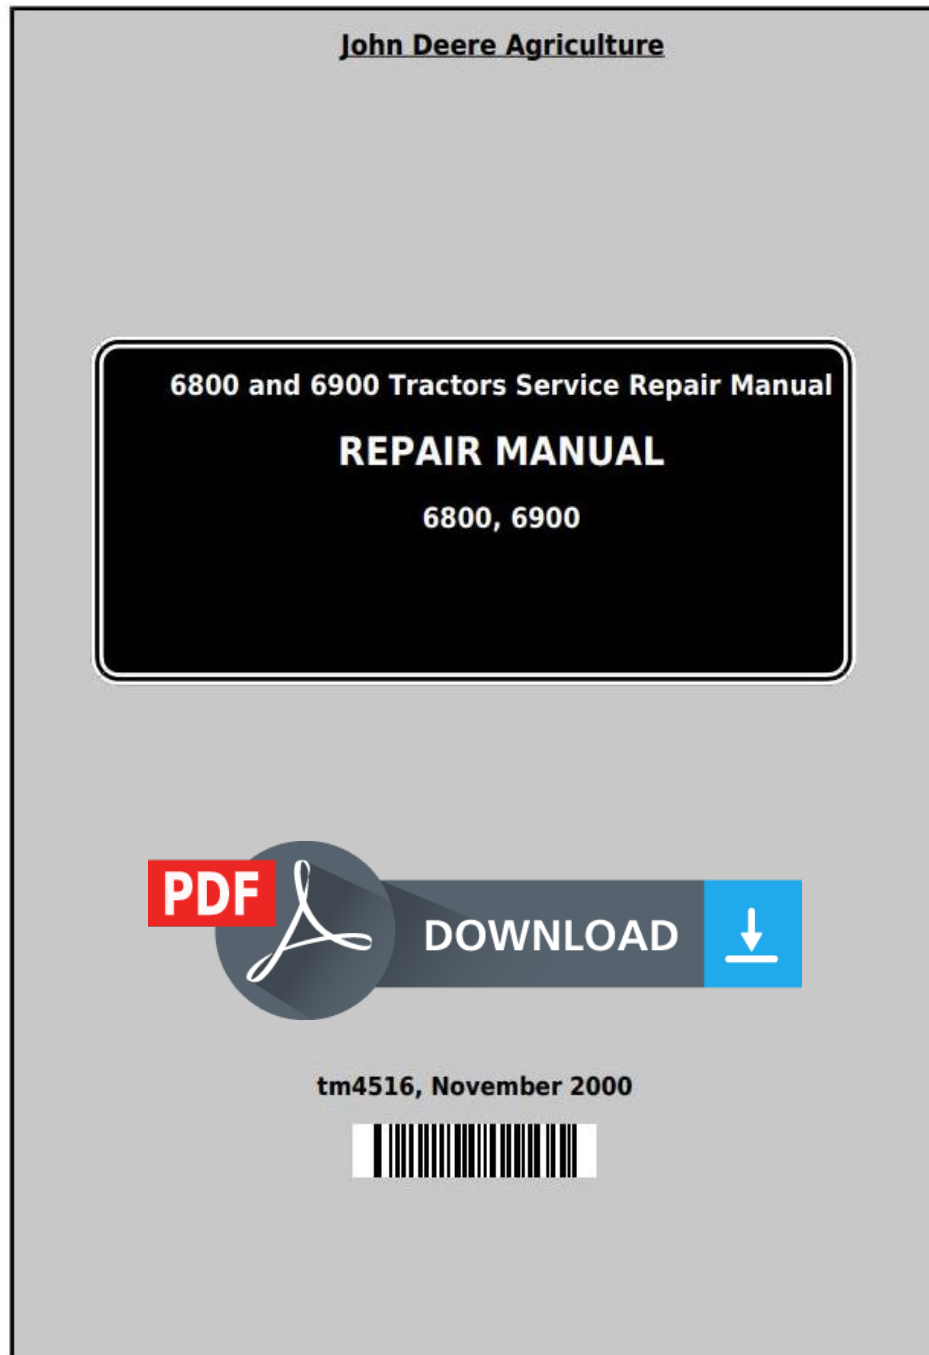 John Deere Agriculture
6800 and 6900 Tractors Service Repair Manual
REPAIR MANUAL
6800, 6900
PDF
DOWNLOAD
tm4516, November 2000